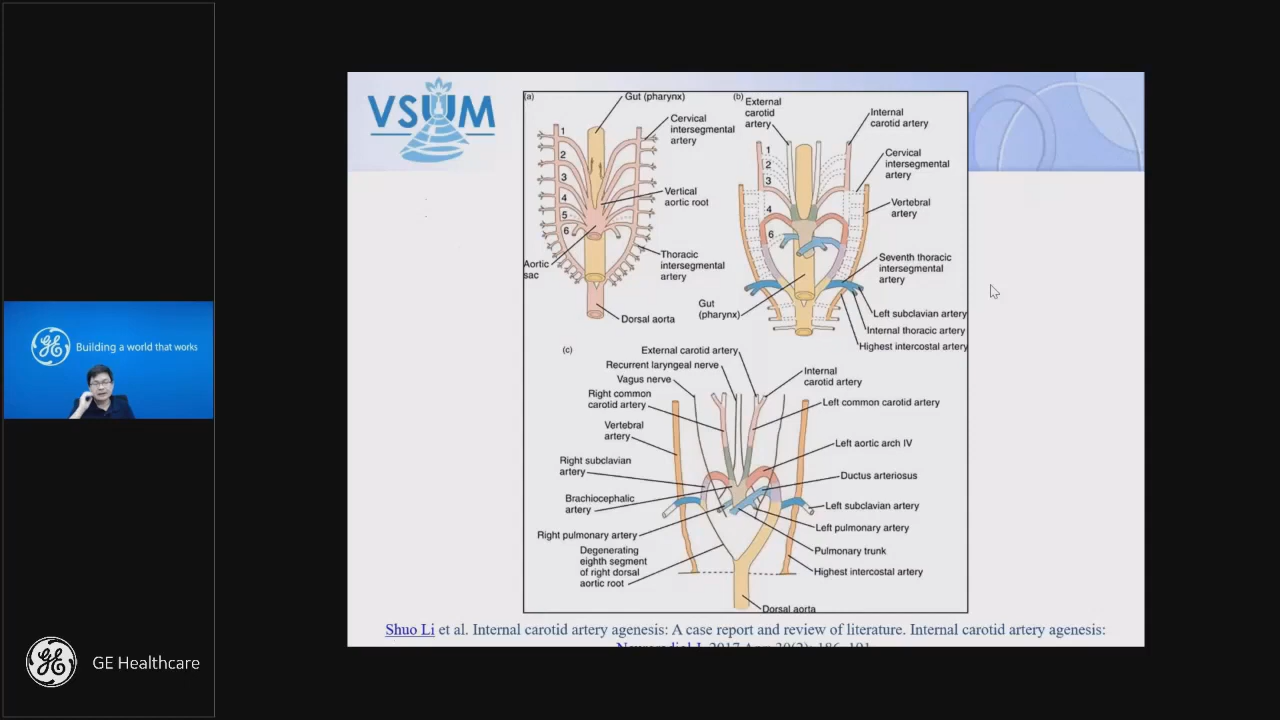 VSUM
(a)
Gut (pharynx)
Cervical
intersegmental
artery
1
2
3
4
5
6
Vertical
aortic root
Aortic
sac
Thoracic
intersegmental
artery
Dorsal aorta
(b)
External
carotid
artery
Internal
carotid artery
1
2
3
4
6
Cervical
intersegmental
artery
Vertebral
artery
Seventh thoracic
intersegmental
artery
Gut
(pharynx)
Left subclavian artery
Internal thoracic artery
Highest intercostal artery
(c)
External carotid artery
Recurrent laryngeal nerve
Vagus nerve
Right common
carotid artery
Vertebral
artery
Right subclavian
artery
Brachiocephalic
artery
Right pulmonary artery
Degenerating
eighth segment
of right dorsal
aortic root
Internal
carotid artery
Left common carotid artery
Left aortic arch IV
Ductus arteriosus
Left subclavian artery
Left pulmonary artery
Pulmonary trunk
Highest intercostal artery
Dorsal aorta
Shuo Li et al. Internal carotid artery agenesis: A case report and review of literature. Internal carotid artery agenesis:
GE Building a world that works
GE GE Healthcare